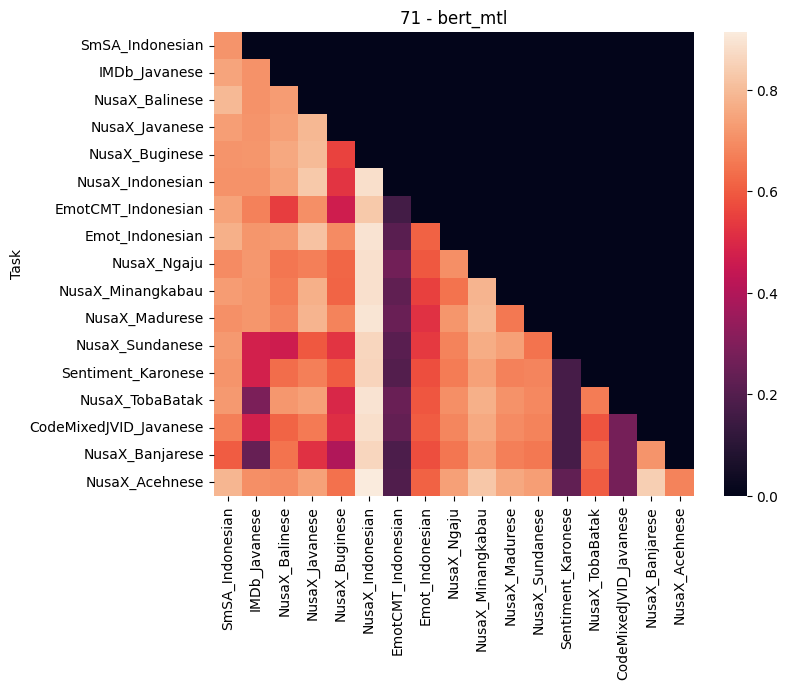 71 - bert_mtl
Task
SmSA_Indonesian
IMDb_Javanese
NusaX_Balinese
NusaX_Javanese
NusaX_Buginese
NusaX_Indonesian
EmotCMT_Indonesian
Emot_Indonesian
NusaX_Ngaju
NusaX_Minangkabau
NusaX_Madurese
NusaX_Sundanese
Sentiment_Karonese
NusaX_TobaBatak
CodeMixedJVID_Javanese
NusaX_Banjarese
NusaX_Acehnese
SmSA_Indonesian
IMDb_Javanese
NusaX_Balinese
NusaX_Javanese
NusaX_Buginese
NusaX_Indonesian
EmotCMT_Indonesian
Emot_Indonesian
NusaX_Ngaju
NusaX_Minangkabau
NusaX_Madurese
NusaX_Sundanese
Sentiment_Karonese
NusaX_TobaBatak
CodeMixedJVID_Javanese
NusaX_Banjarese
NusaX_Acehnese
0.8
0.6
0.4
0.2
0.0